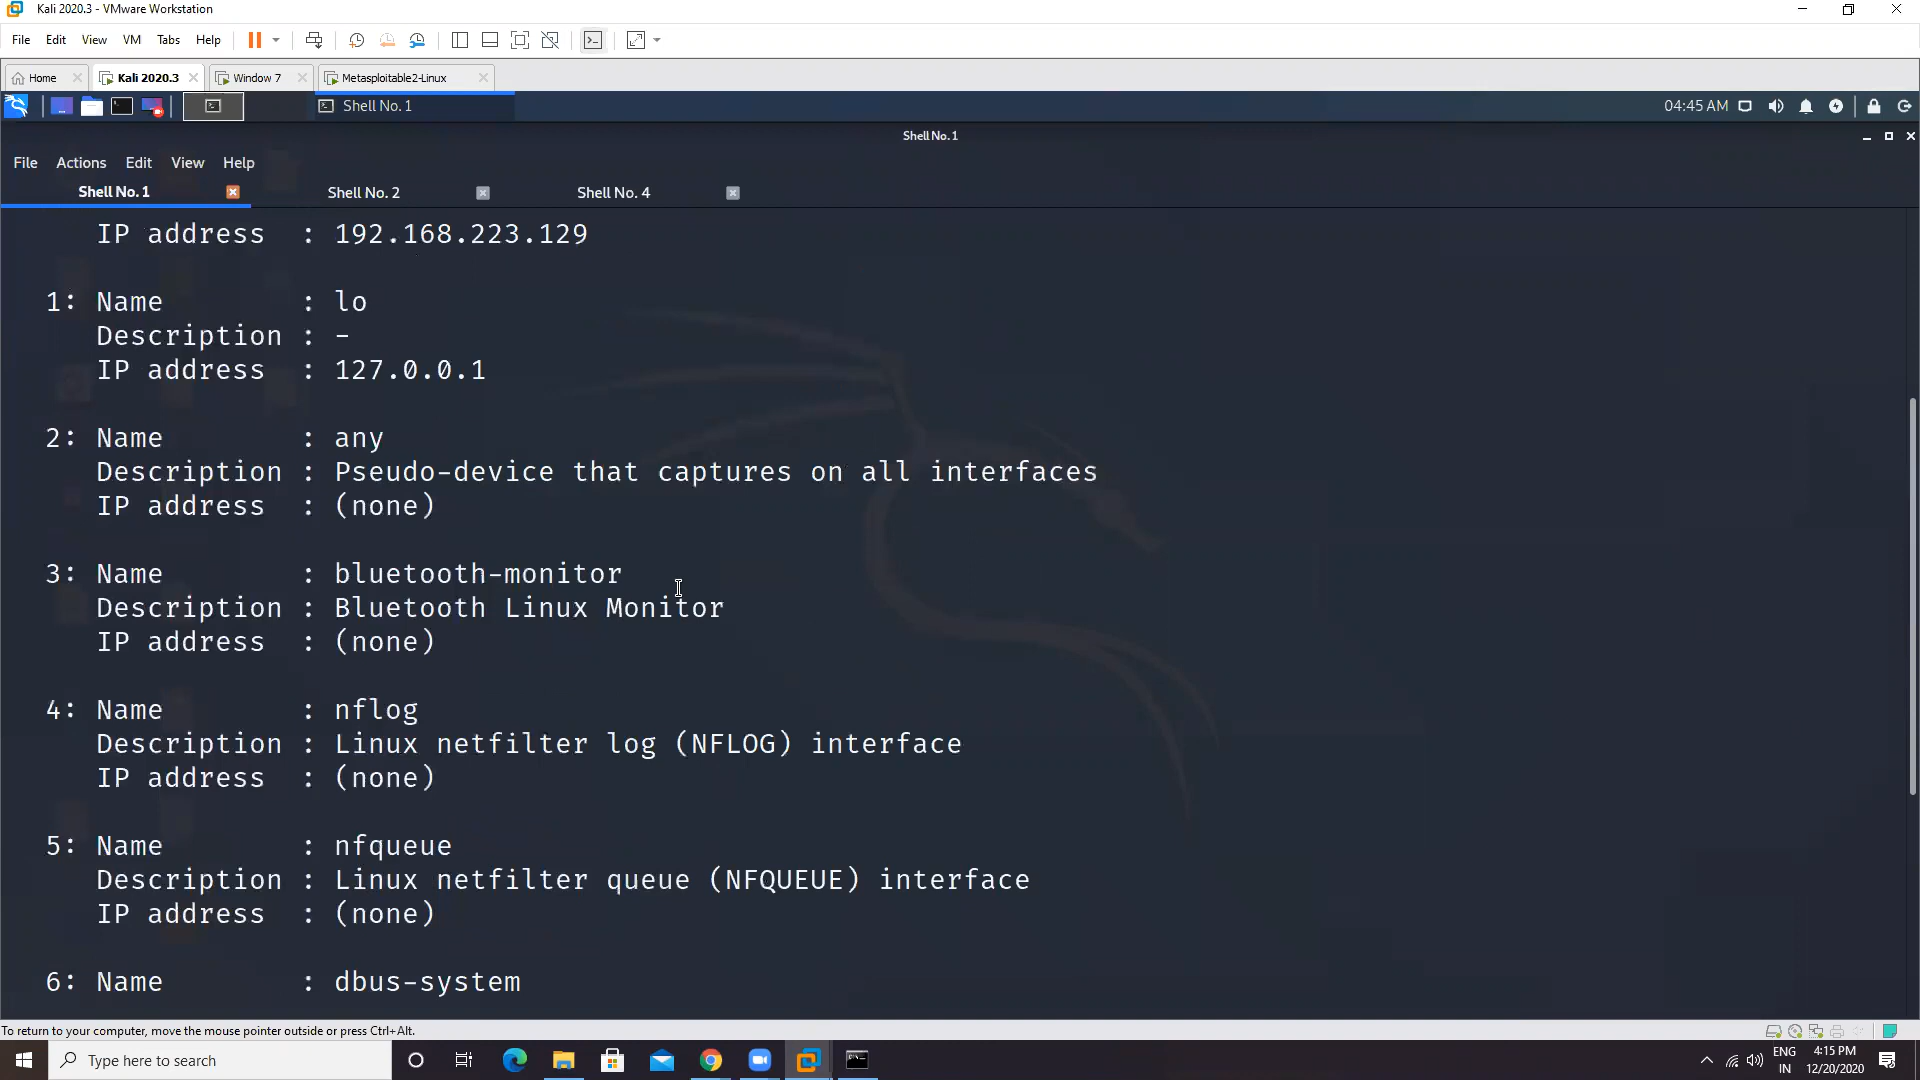 Kali 2020.3 - VMware Workstation
File Edit View VM Tabs Help
Home Kali 2020.3 Window 7 Metasploitable2-Linux
Shell No. 1 04:45 AM
Shell No. 1
File Actions Edit View Help
Shell No. 1 Shell No. 2 Shell No. 4
IP address : 192.168.223.129
1: Name : lo
Description : -
IP address : 127.0.0.1
2: Name : any
Description : Pseudo-device that captures on all interfaces
IP address : (none)
3: Name : bluetooth-monitor
Description : Bluetooth Linux Monitor
IP address : (none)
4: Name : nflog
Description : Linux netfilter log (NFLOG) interface
IP address : (none)
5: Name : nfqueue
Description : Linux netfilter queue (NFQUEUE) interface
IP address : (none)
6: Name : dbus-system
To return to your computer, move the mouse pointer outside or press Ctrl+Alt.
Type here to search
ENG
IN
4:15 PM
12/20/2020